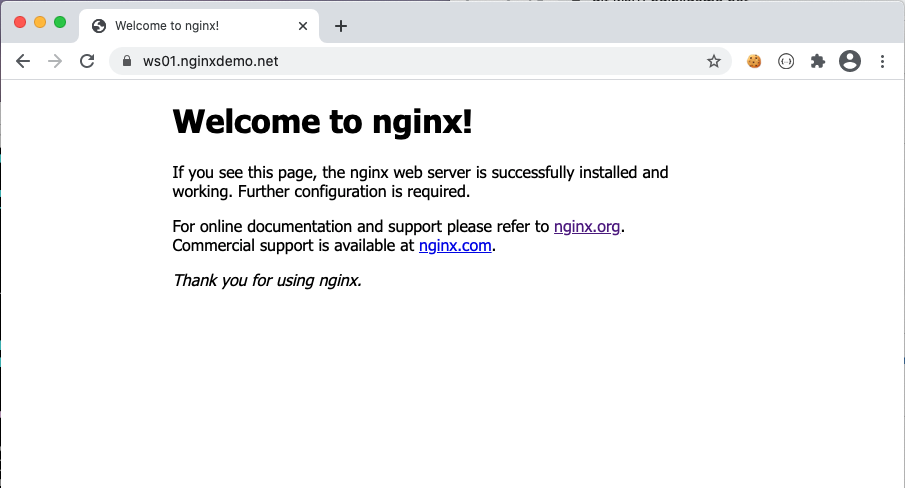 Welcome to nginx!
ws01.nginxdemo.net
Welcome to nginx!
If you see this page, the nginx web server is successfully installed and
working. Further configuration is required.
For online documentation and support please refer to nginx.org.
Commercial support is available at nginx.com.
Thank you for using nginx.